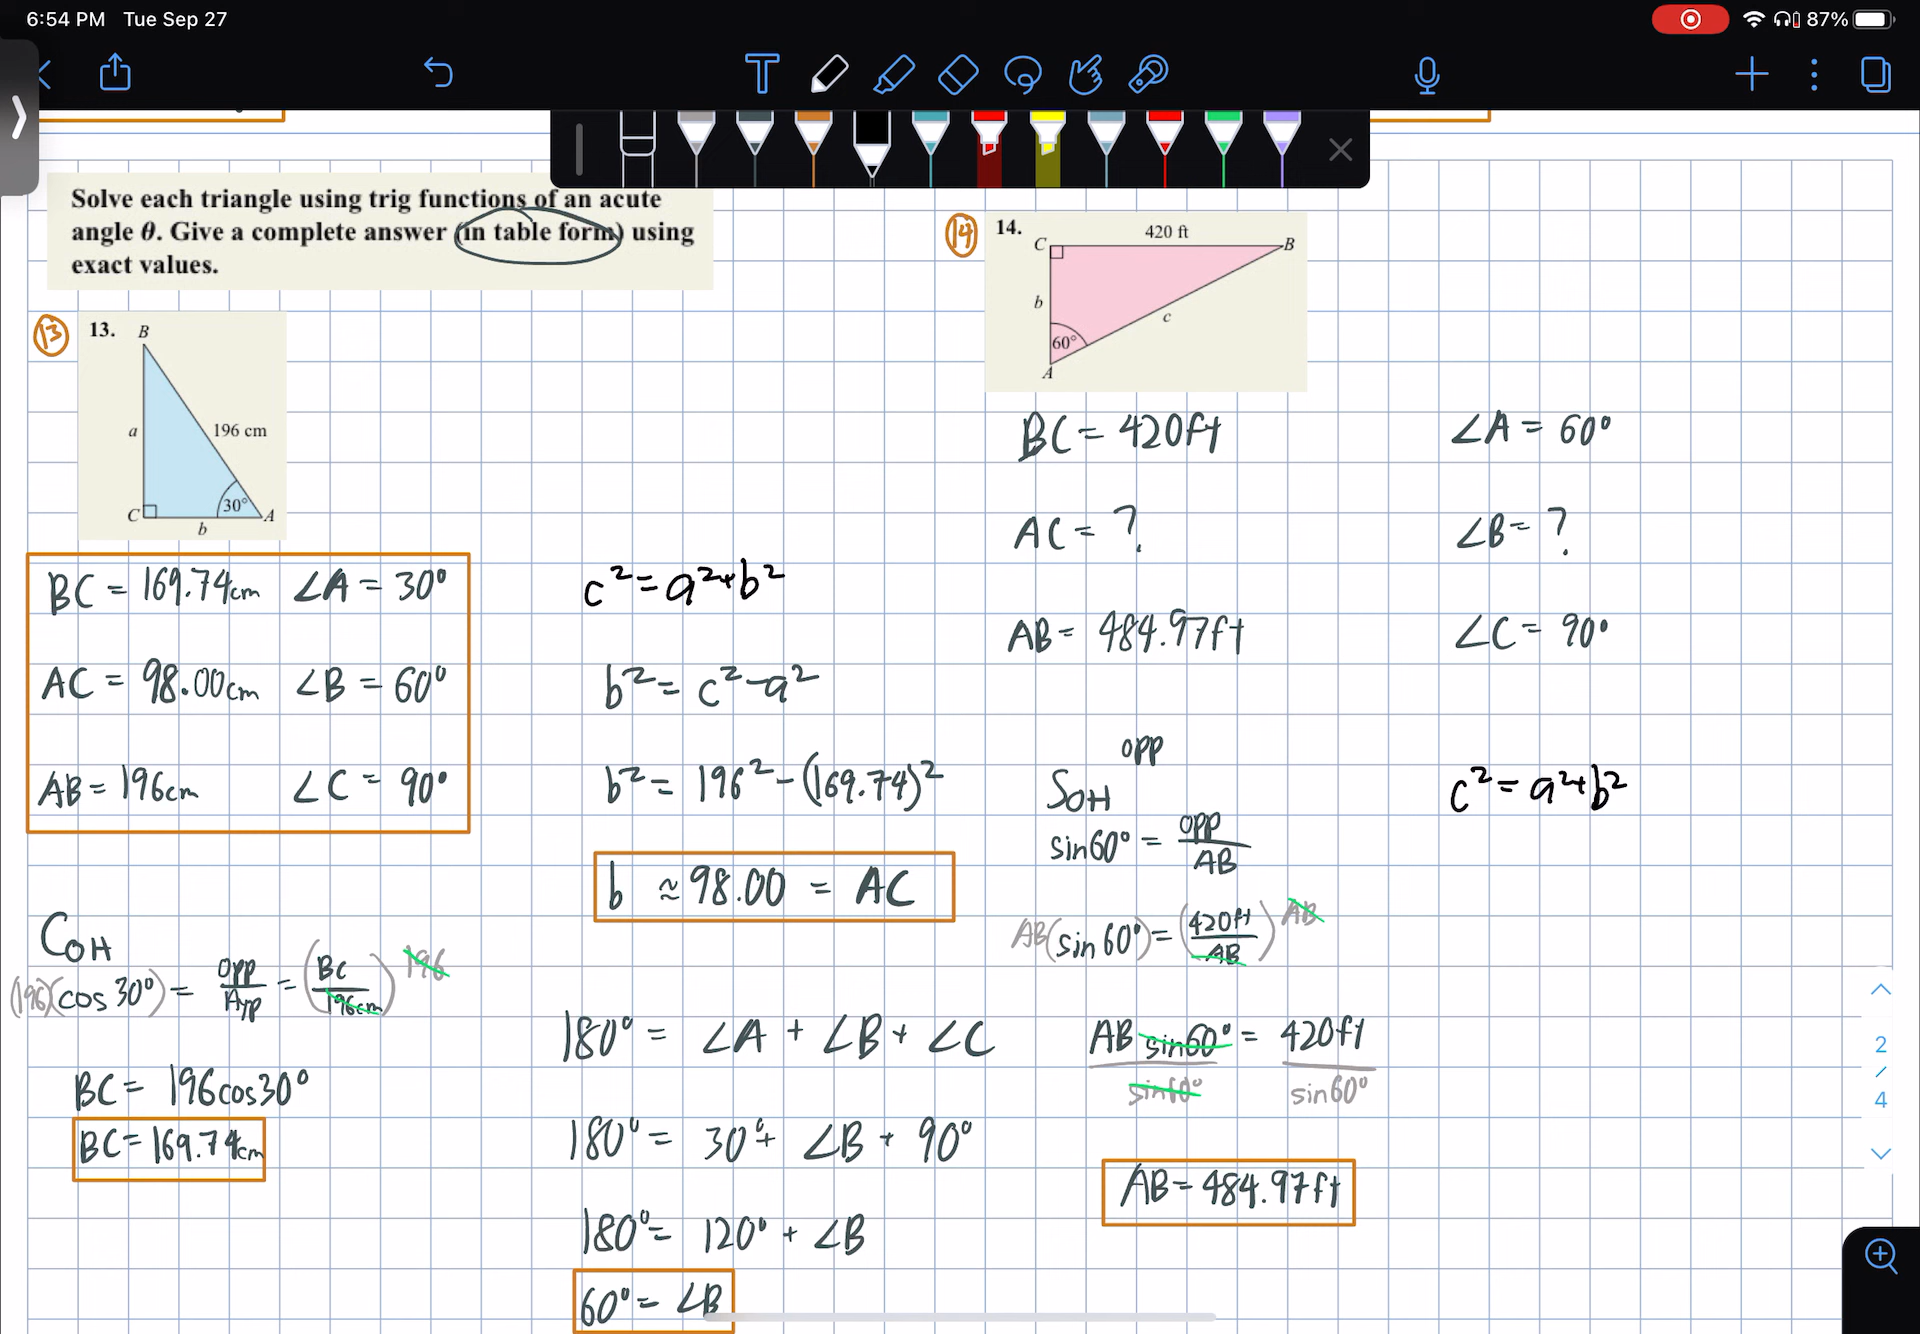 6:54 PM Tue Sep 27
87%
Solve each triangle using trig functions of an acute
angle θ. Give a complete answer (in table form) using
exact values.
13
13.
B
a
196 cm
30°
C
b
A
BC = 169.74cm ∠A = 30°
AC = 98.00cm ∠B = 60°
AB = 196cm ∠C = 90°
COH
(196)(cos 30°) = opp/Hyp = (BC/196cm) 196
BC = 196cos30°
BC = 169.74cm
c² = a²+b²
b² = c²-a²
b² = 196² - (169.74)²
b ≈ 98.00 = AC
180° = ∠A + ∠B + ∠C
180° = 30° + ∠B + 90°
180° = 120° + ∠B
60° = ∠B
14
14.
420 ft
C
B
b
c
60°
A
BC = 420ft ∠A = 60°
AC = ? ∠B = ?
AB = 484.97ft ∠C = 90°
opp
SOH
sin60° = opp/AB
AB(sin 60°) = (420ft/AB) AB
AB sin60°/sin60° = 420ft/sin60°
AB = 484.97ft
c² = a²+b²
2
/
4